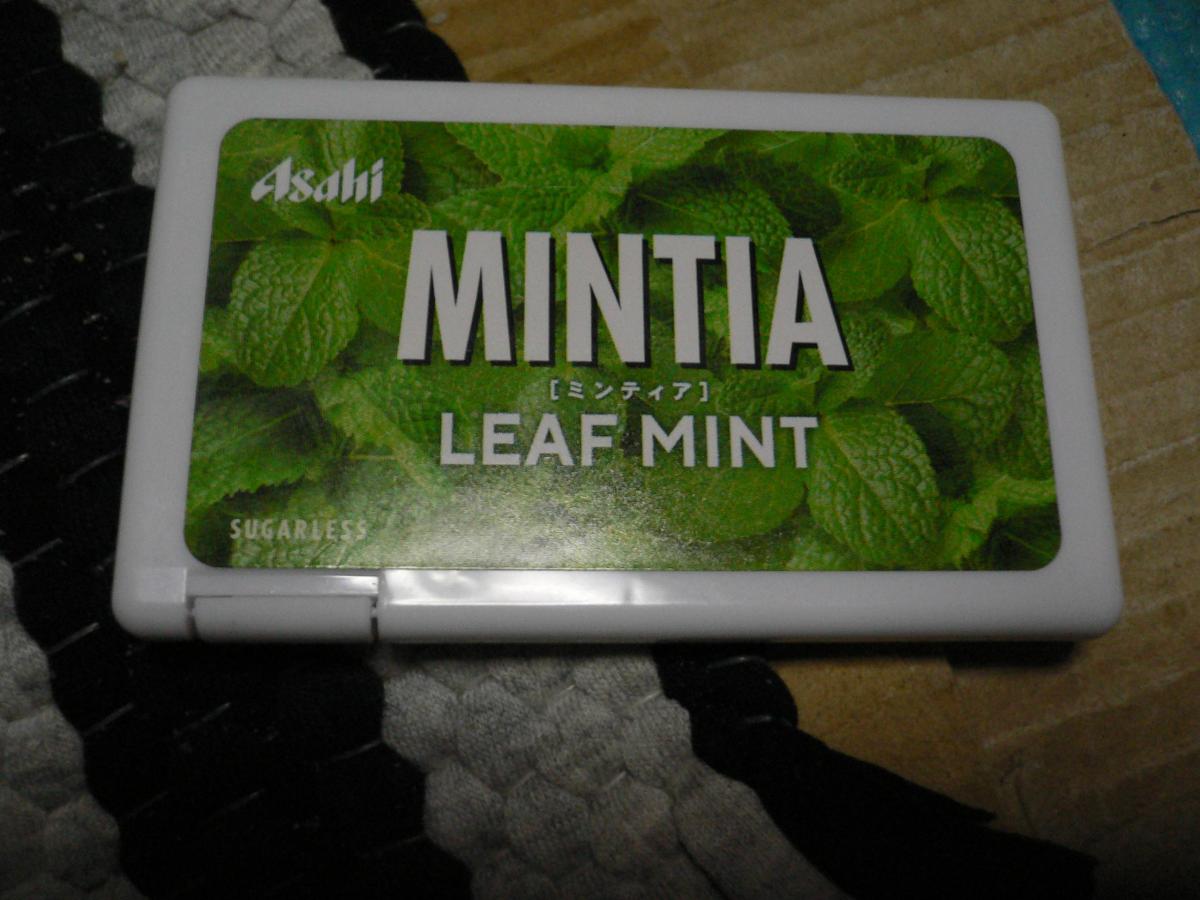 Asahi
MINTIA
[ミンティア]
LEAF MINT
SUGARLESS